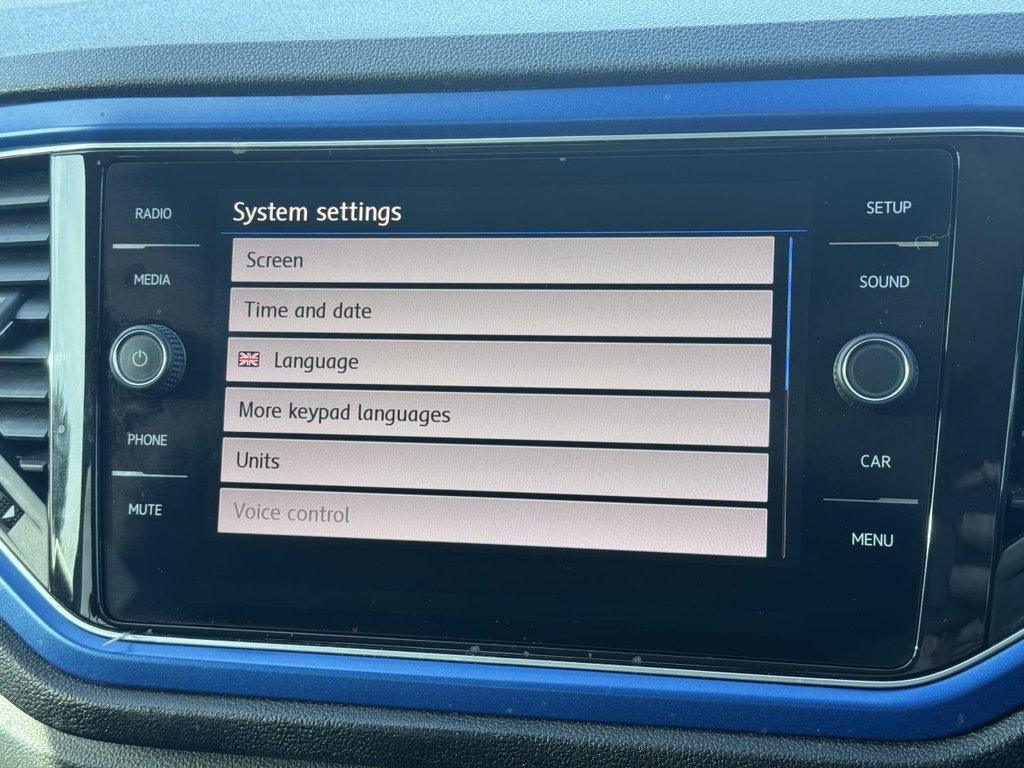 System settings
Screen
Time and date
Language
More keypad languages
Units
Voice control
RADIO
MEDIA
PHONE
MUTE
SETUP
SOUND
CAR
MENU